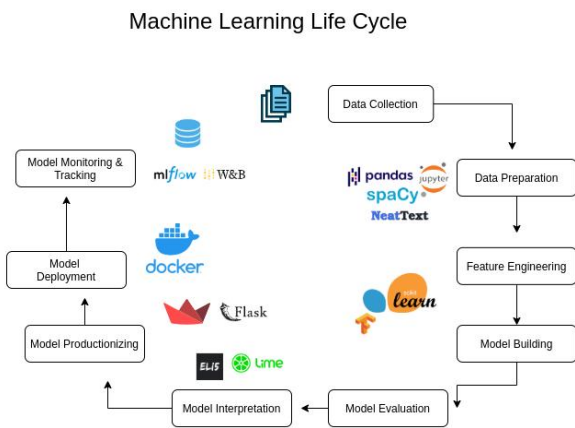 Machine Learning Life Cycle
Data Collection
Model Monitoring &
Tracking
mlflow W&B
pandas jupyter
spaCy
NeatText
Data Preparation
docker
Model
Deployment
Feature Engineering
learn
Flask
Model Productionizing
Model Building
ELI5 Lime
Model Interpretation
Model Evaluation